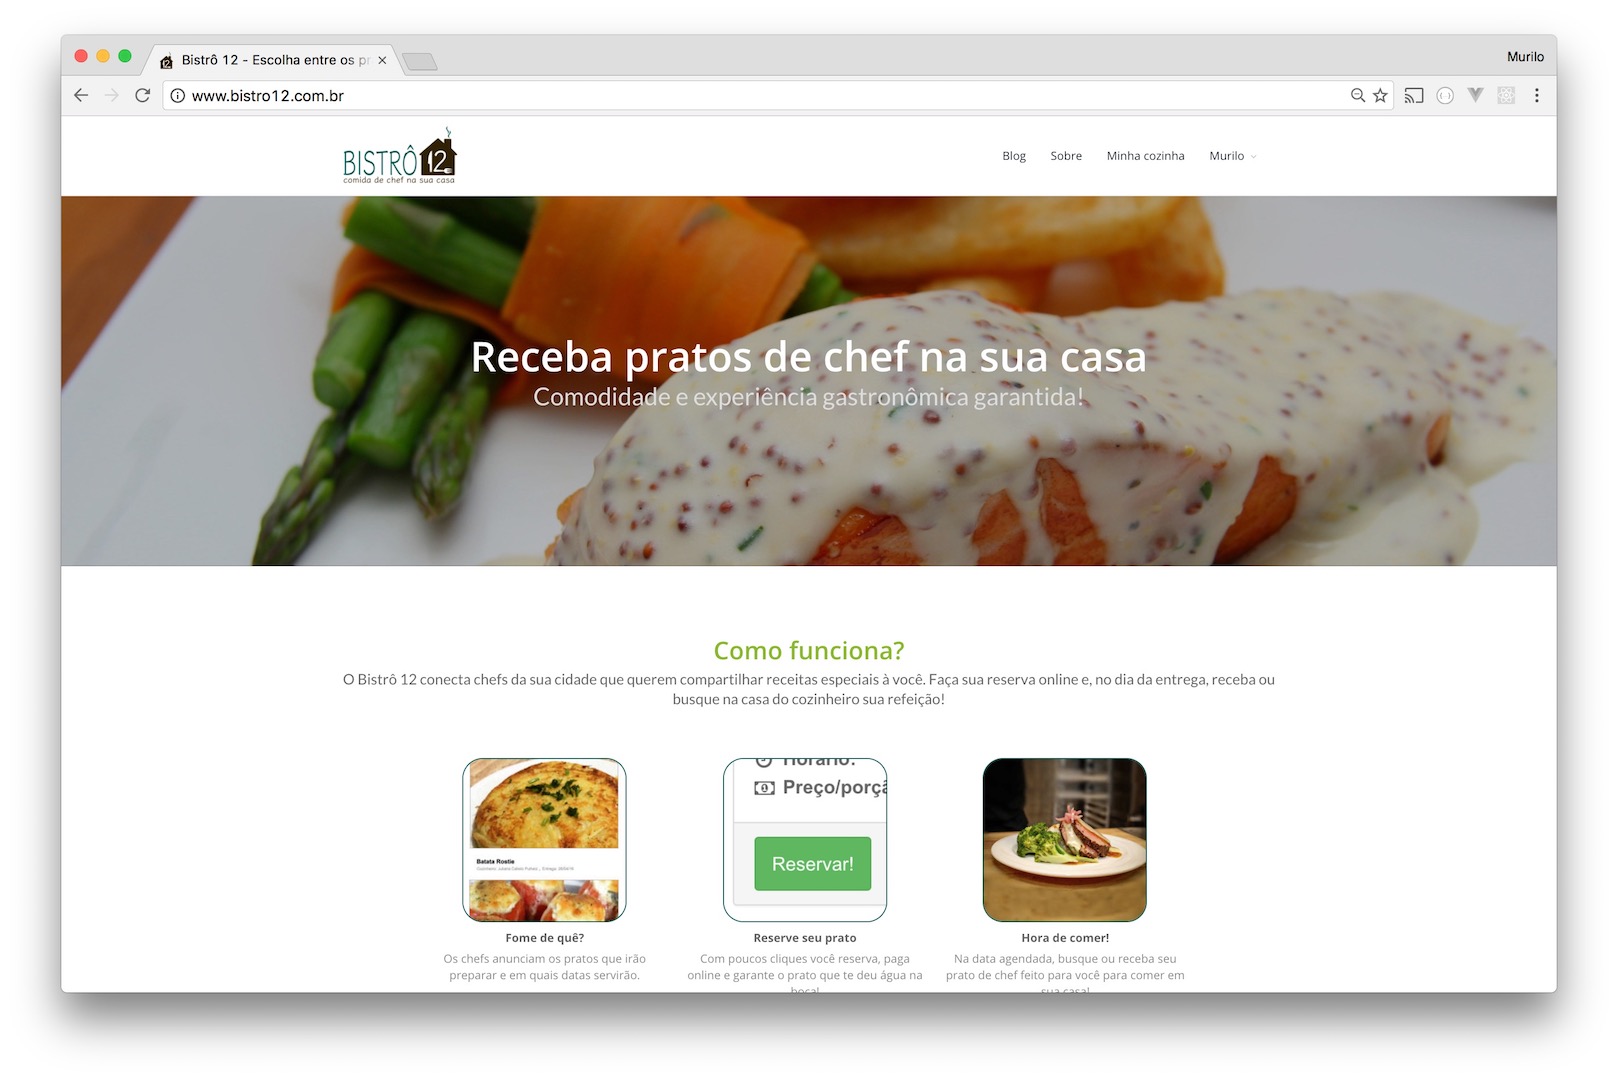 Bistrô 12 - Escolha entre os pr
Murilo
www.bistro12.com.br
BISTRÔ 12
comida de chef na sua casa
Blog Sobre Minha cozinha Murilo
Receba pratos de chef na sua casa
Comodidade e experiência gastronômica garantida!
Como funciona?
O Bistrô 12 conecta chefs da sua cidade que querem compartilhar receitas especiais à você. Faça sua reserva online e, no dia da entrega, receba ou
busque na casa do cozinheiro sua refeição!
Batata Rostie
Horário:
Preço/porçã
Reservar!
Fome de quê?
Os chefs anunciam os pratos que irão
preparar e em quais datas servirão.
Reserve seu prato
Com poucos cliques você reserva, paga
online e garante o prato que te deu água na
boca!
Hora de comer!
Na data agendada, busque ou receba seu
prato de chef feito para você para comer em
sua casa!